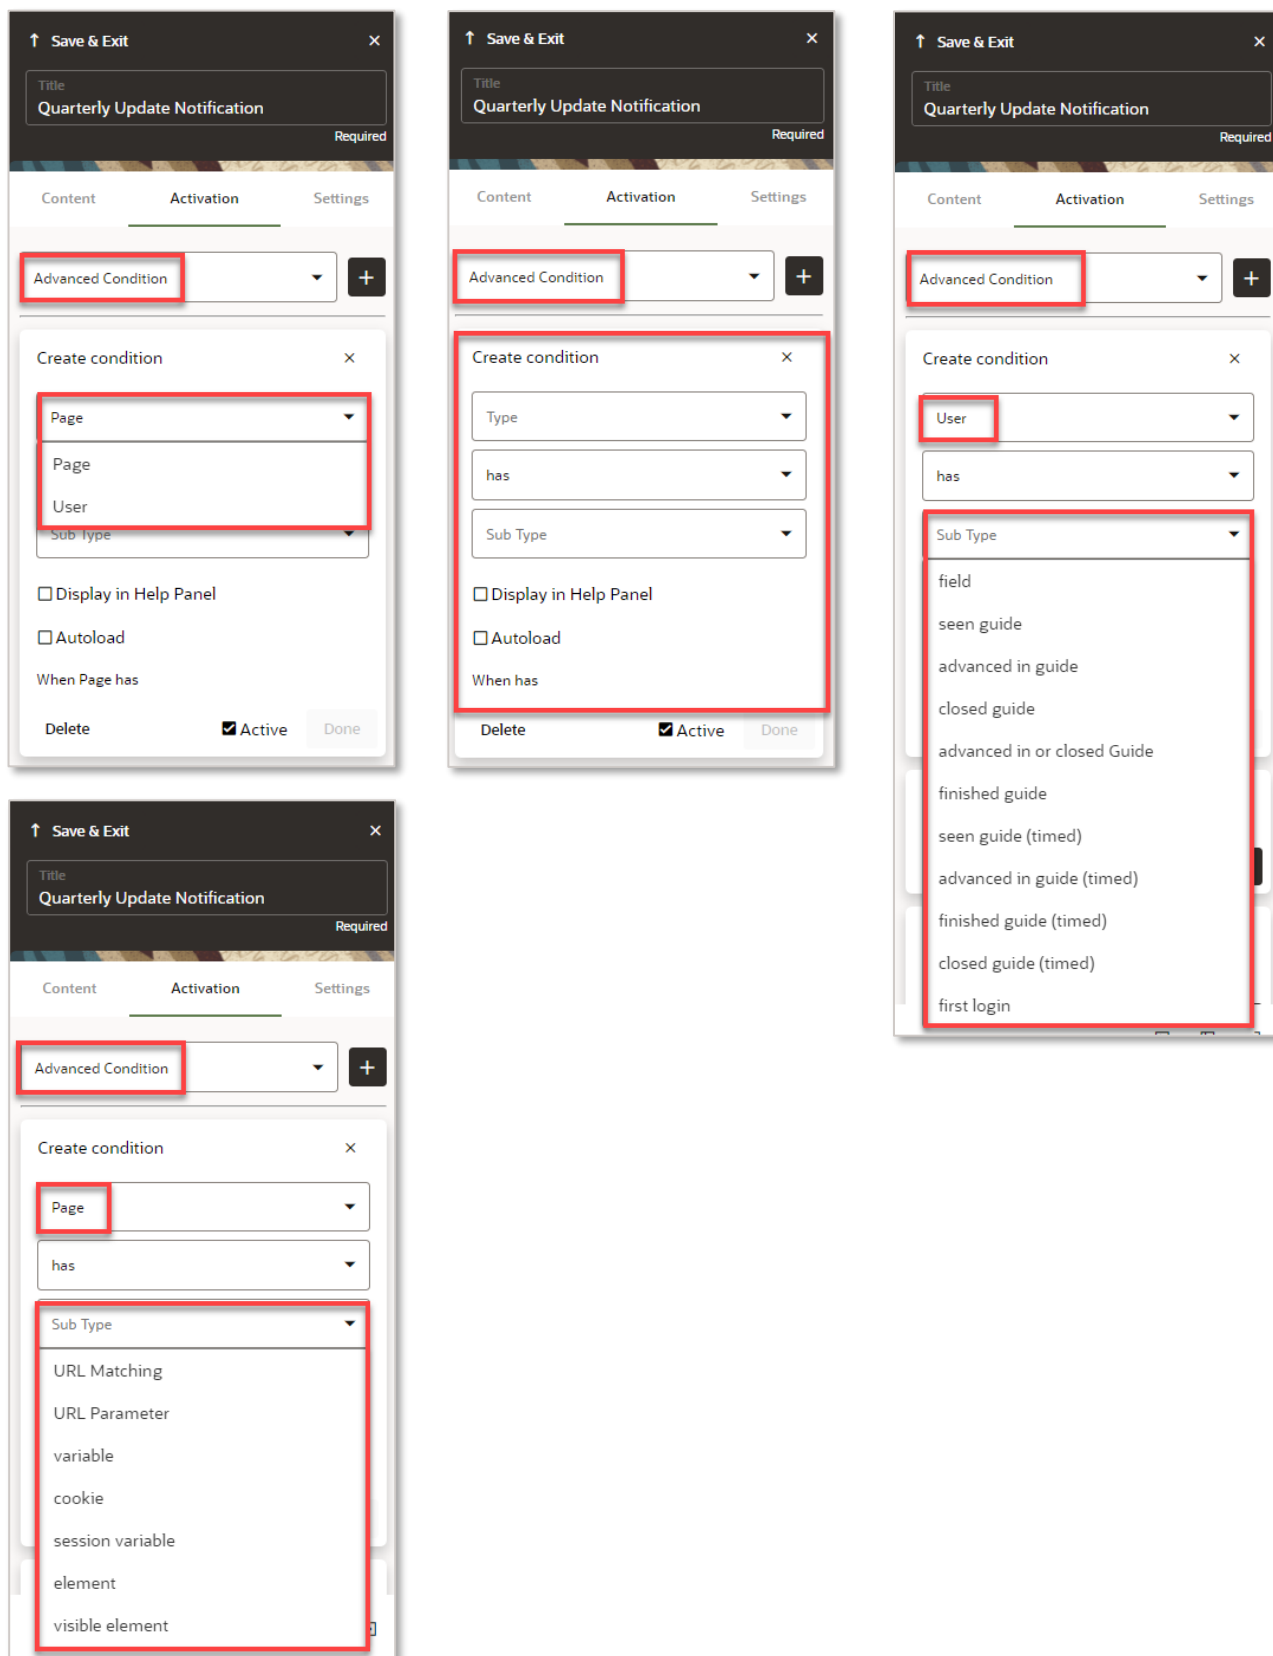 ↑ Save & Exit ×
Title
Quarterly Update Notification
Required
Content Activation Settings
Advanced Condition +
Create condition ×
Page
Page
User
Sub Type
Display in Help Panel
Autoload
When Page has
Delete Active Done
↑ Save & Exit ×
Title
Quarterly Update Notification
Required
Content Activation Settings
Advanced Condition +
Create condition ×
Type
has
Sub Type
Display in Help Panel
Autoload
When has
Delete Active Done
↑ Save & Exit ×
Title
Quarterly Update Notification
Required
Content Activation Settings
Advanced Condition +
Create condition ×
User
has
Sub Type
field
seen guide
advanced in guide
closed guide
advanced in or closed Guide
finished guide
seen guide (timed)
advanced in guide (timed)
finished guide (timed)
closed guide (timed)
first login
↑ Save & Exit ×
Title
Quarterly Update Notification
Required
Content Activation Settings
Advanced Condition +
Create condition ×
Page
has
Sub Type
URL Matching
URL Parameter
variable
cookie
session variable
element
visible element